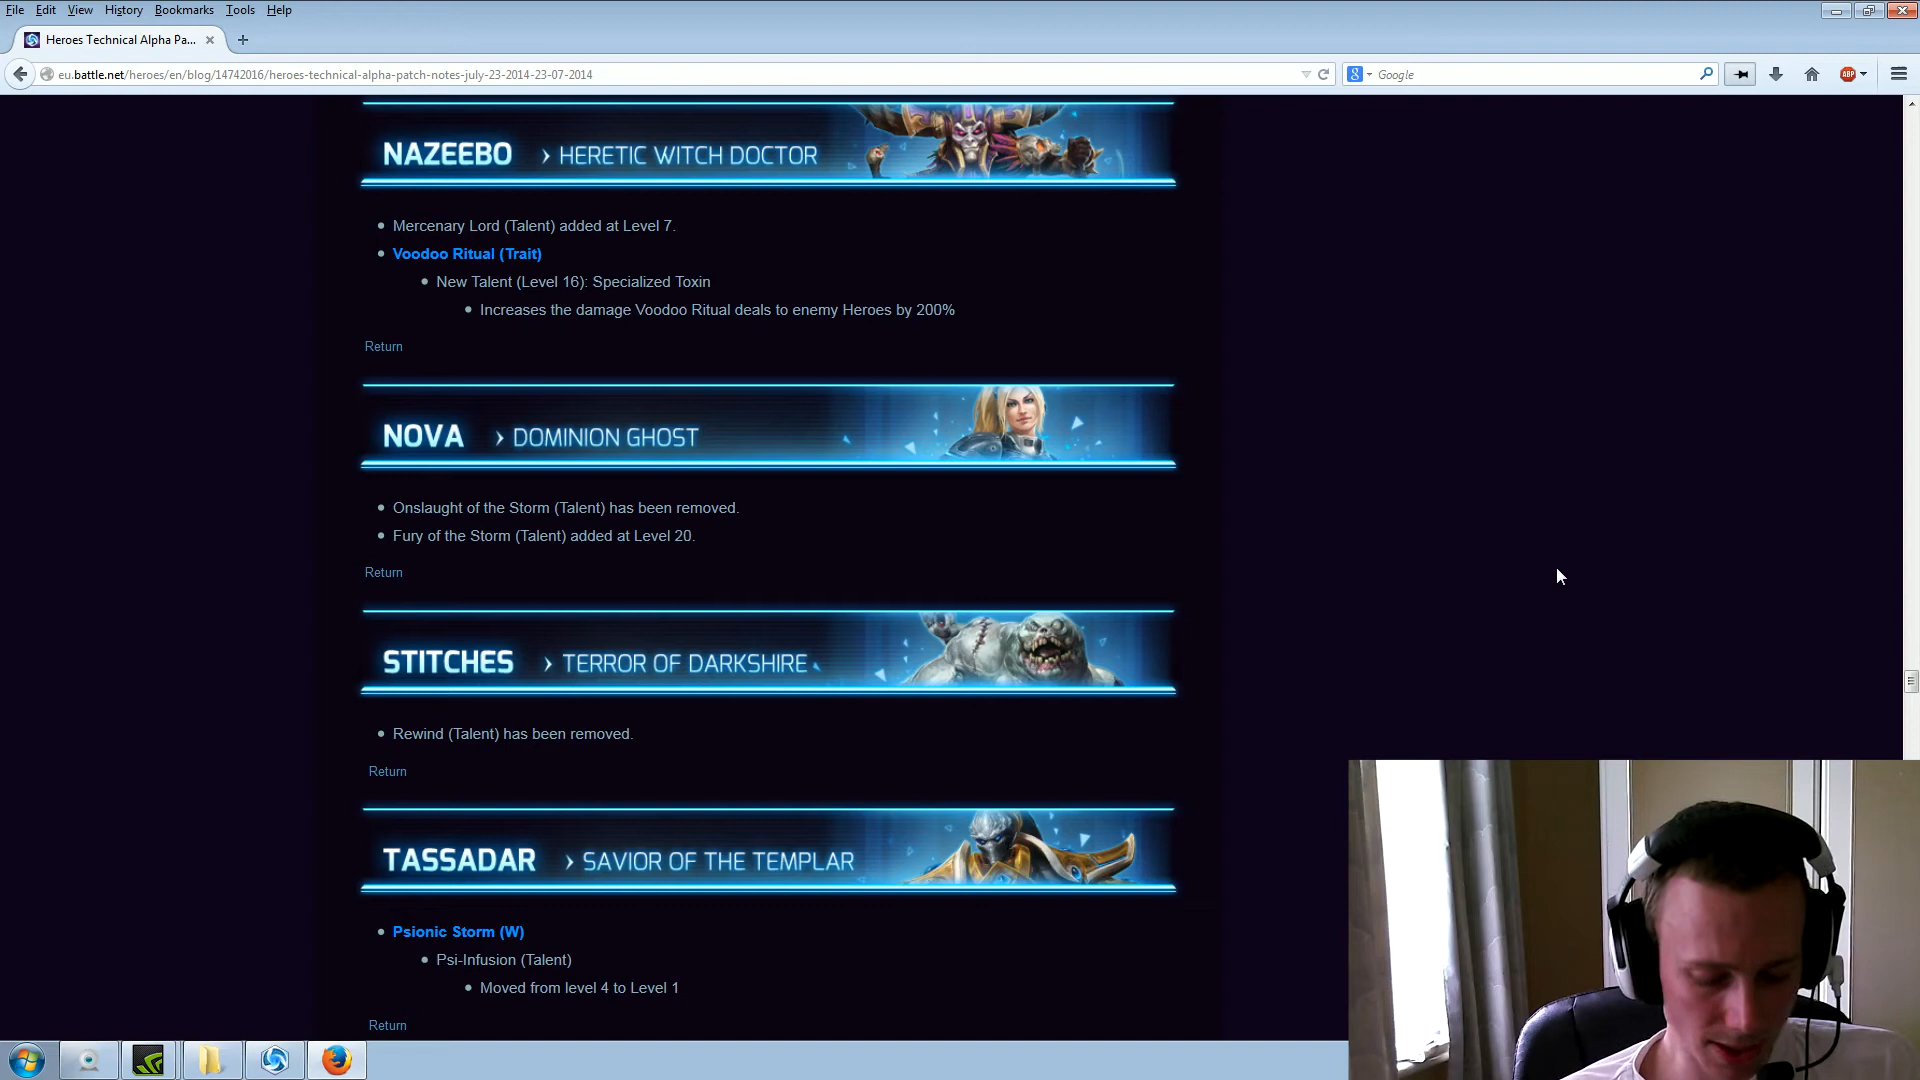 File Edit View History Bookmarks Tools Help
Heroes Technical Alpha Pa...
eu.battle.net/heroes/en/blog/14742016/heroes-technical-alpha-patch-notes-july-23-2014-23-07-2014
8 Google
ABP
NAZEEBO › HERETIC WITCH DOCTOR
• Mercenary Lord (Talent) added at Level 7.
• Voodoo Ritual (Trait)
• New Talent (Level 16): Specialized Toxin
• Increases the damage Voodoo Ritual deals to enemy Heroes by 200%
Return
NOVA › DOMINION GHOST
• Onslaught of the Storm (Talent) has been removed.
• Fury of the Storm (Talent) added at Level 20.
Return
STITCHES › TERROR OF DARKSHIRE
• Rewind (Talent) has been removed.
Return
TASSADAR › SAVIOR OF THE TEMPLAR
• Psionic Storm (W)
• Psi-Infusion (Talent)
• Moved from level 4 to Level 1
Return